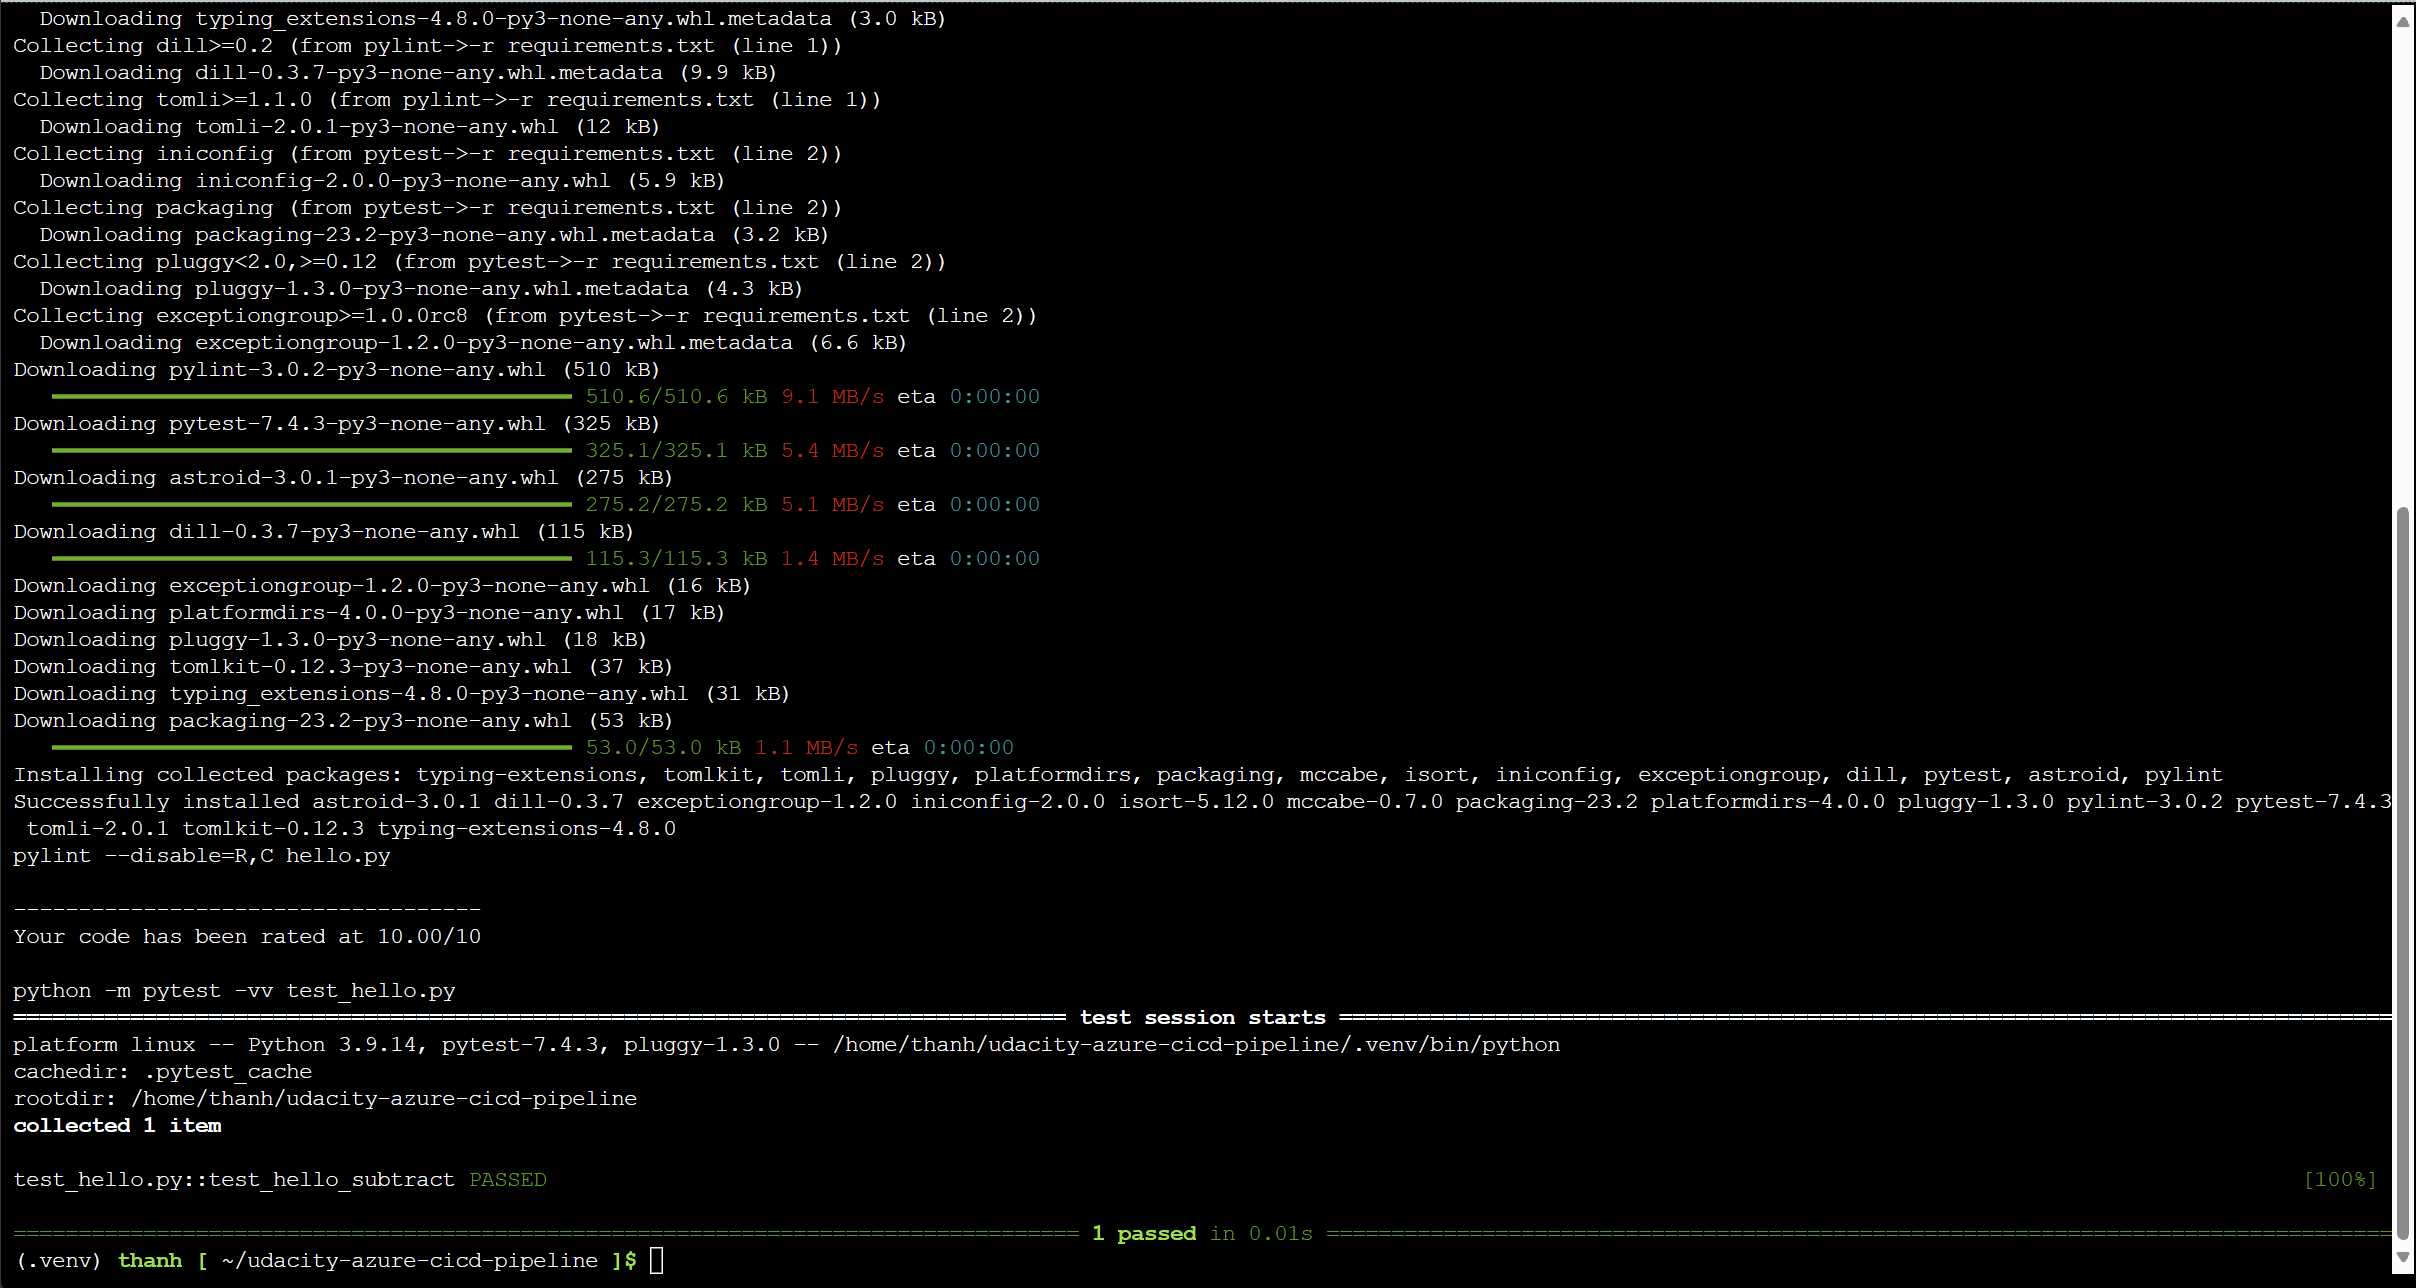 Downloading typing_extensions-4.8.0-py3-none-any.whl.metadata (3.0 kB)
Collecting dill>=0.2 (from pylint->-r requirements.txt (line 1))
  Downloading dill-0.3.7-py3-none-any.whl.metadata (9.9 kB)
Collecting tomli>=1.1.0 (from pylint->-r requirements.txt (line 1))
  Downloading tomli-2.0.1-py3-none-any.whl (12 kB)
Collecting iniconfig (from pytest->-r requirements.txt (line 2))
  Downloading iniconfig-2.0.0-py3-none-any.whl (5.9 kB)
Collecting packaging (from pytest->-r requirements.txt (line 2))
  Downloading packaging-23.2-py3-none-any.whl.metadata (3.2 kB)
Collecting pluggy<2.0,>=0.12 (from pytest->-r requirements.txt (line 2))
  Downloading pluggy-1.3.0-py3-none-any.whl.metadata (4.3 kB)
Collecting exceptiongroup>=1.0.0rc8 (from pytest->-r requirements.txt (line 2))
  Downloading exceptiongroup-1.2.0-py3-none-any.whl.metadata (6.6 kB)
Downloading pylint-3.0.2-py3-none-any.whl (510 kB)
510.6/510.6 kB 9.1 MB/s eta 0:00:00
Downloading pytest-7.4.3-py3-none-any.whl (325 kB)
325.1/325.1 kB 5.4 MB/s eta 0:00:00
Downloading astroid-3.0.1-py3-none-any.whl (275 kB)
275.2/275.2 kB 5.1 MB/s eta 0:00:00
Downloading dill-0.3.7-py3-none-any.whl (115 kB)
115.3/115.3 kB 1.4 MB/s eta 0:00:00
Downloading exceptiongroup-1.2.0-py3-none-any.whl (16 kB)
Downloading platformdirs-4.0.0-py3-none-any.whl (17 kB)
Downloading pluggy-1.3.0-py3-none-any.whl (18 kB)
Downloading tomlkit-0.12.3-py3-none-any.whl (37 kB)
Downloading typing_extensions-4.8.0-py3-none-any.whl (31 kB)
Downloading packaging-23.2-py3-none-any.whl (53 kB)
53.0/53.0 kB 1.1 MB/s eta 0:00:00
Installing collected packages: typing-extensions, tomlkit, tomli, pluggy, platformdirs, packaging, mccabe, isort, iniconfig, exceptiongroup, dill, pytest, astroid, pylint
Successfully installed astroid-3.0.1 dill-0.3.7 exceptiongroup-1.2.0 iniconfig-2.0.0 isort-5.12.0 mccabe-0.7.0 packaging-23.2 platformdirs-4.0.0 pluggy-1.3.0 pylint-3.0.2 pytest-7.4.3
 tomli-2.0.1 tomlkit-0.12.3 typing-extensions-4.8.0
pylint --disable=R,C hello.py
------------------------------------
Your code has been rated at 10.00/10
python -m pytest -vv test_hello.py
================ test session starts ================
platform linux -- Python 3.9.14, pytest-7.4.3, pluggy-1.3.0 -- /home/thanh/udacity-azure-cicd-pipeline/.venv/bin/python
cachedir: .pytest_cache
rootdir: /home/thanh/udacity-azure-cicd-pipeline
collected 1 item
test_hello.py::test_hello_subtract PASSED [100%]
================ 1 passed in 0.01s ================
(.venv) thanh [ ~/udacity-azure-cicd-pipeline ]$